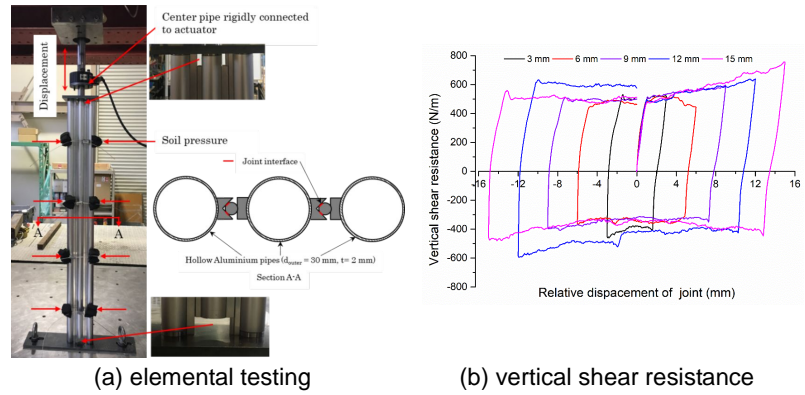 Center pipe rigidly connected
to actuator
Displacement
Soil pressure
Joint interface
A
A
Hollow Aluminium pipes (douter = 30 mm, t= 2 mm)
Section A-A
(a) elemental testing
3 mm
6 mm
9 mm
12 mm
15 mm
800
600
400
200
0
-200
-400
-600
-800
-16
-12
-8
-4
0
4
8
12
16
Vertical shear resistance (N/m)
Relative dispacement of joint (mm)
(b) vertical shear resistance